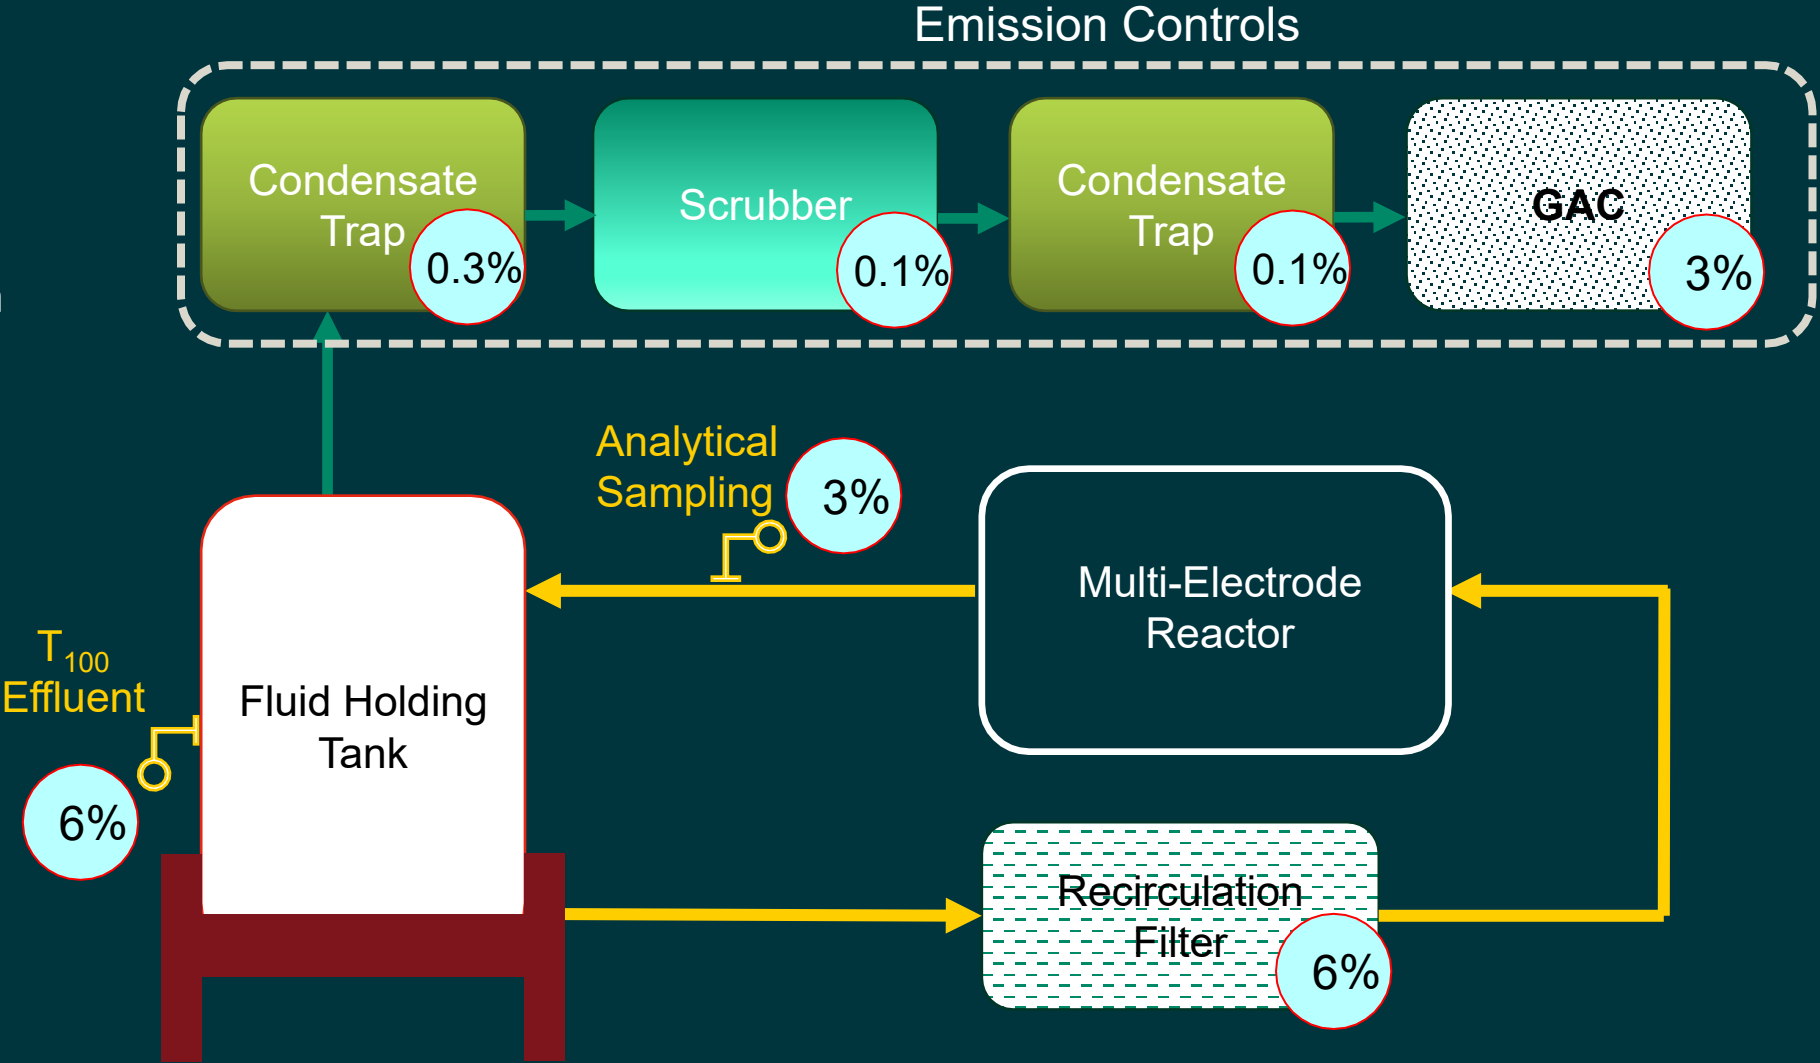 Emission Controls
Condensate
Trap
0.3%
Scrubber
0.1%
Condensate
Trap
0.1%
GAC
3%
Analytical
Sampling
3%
Multi-Electrode
Reactor
T100
Effluent
6%
Fluid Holding
Tank
Recirculation
Filter
6%